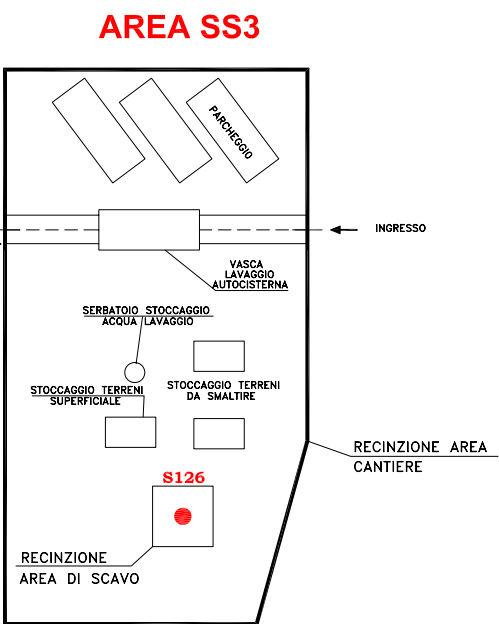 AREA SS3
PARCHEGGIO
INGRESSO
VASCA
LAVAGGIO
AUTOCISTERNA
SERBATOIO STOCCAGGIO
ACQUA LAVAGGIO
STOCCAGGIO TERRENI
SUPERFICIALE
STOCCAGGIO TERRENI
DA SMALTIRE
RECINZIONE AREA
CANTIERE
S126
RECINZIONE
AREA DI SCAVO